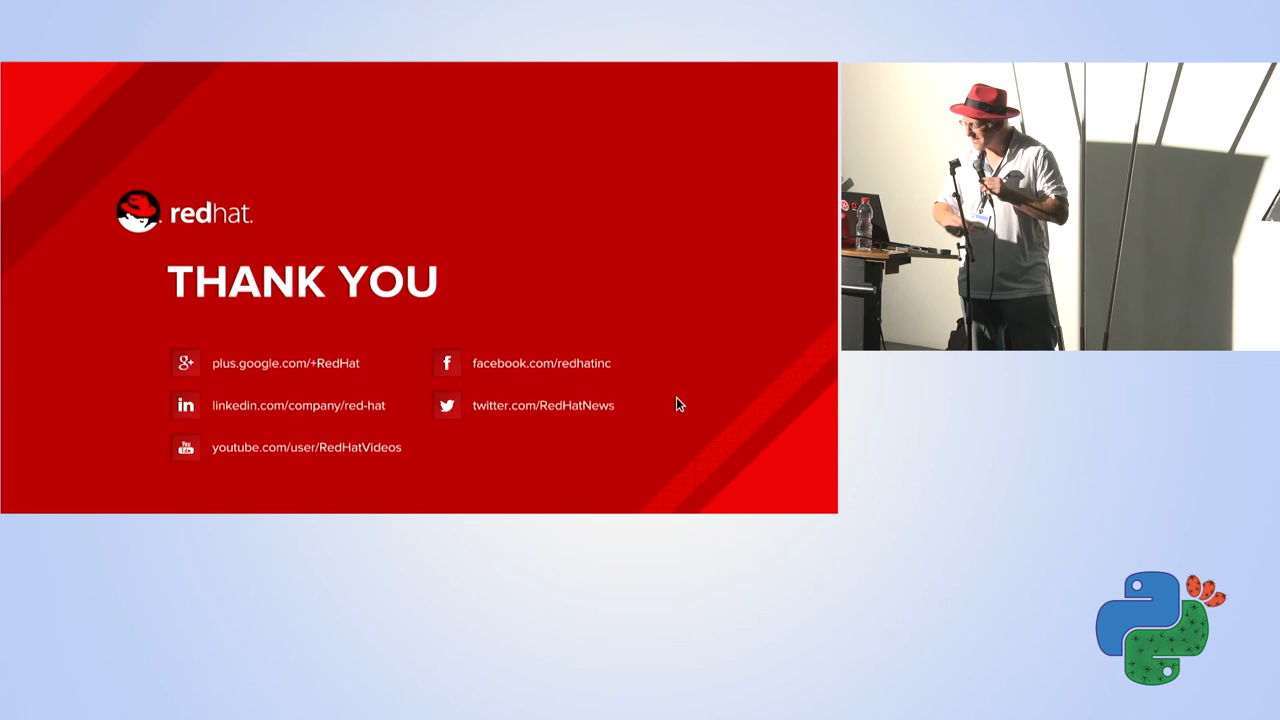 redhat.
THANK YOU
plus.google.com/+RedHat
facebook.com/redhatinc
linkedin.com/company/red-hat
twitter.com/RedHatNews
youtube.com/user/RedHatVideos